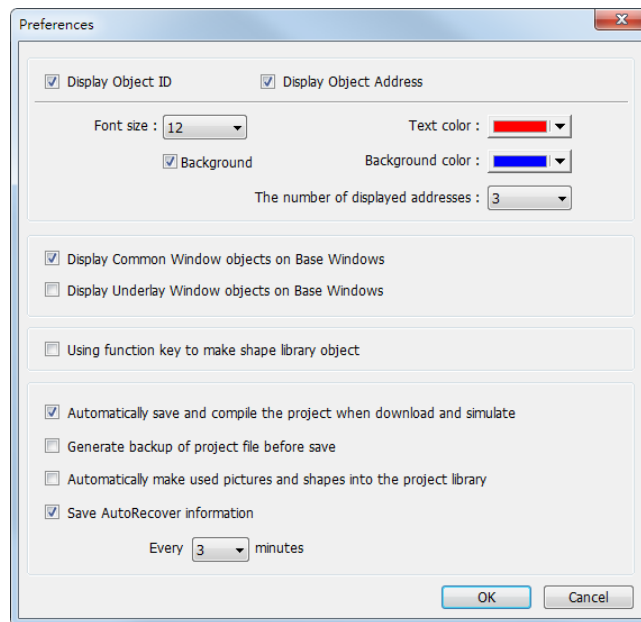 Preferences
Display Object ID Display Object Address
Font size : 12 Text color :
Background Background color :
The number of displayed addresses : 3
Display Common Window objects on Base Windows
Display Underlay Window objects on Base Windows
Using function key to make shape library object
Automatically save and compile the project when download and simulate
Generate backup of project file before save
Automatically make used pictures and shapes into the project library
Save AutoRecover information
Every 3 minutes
OK Cancel